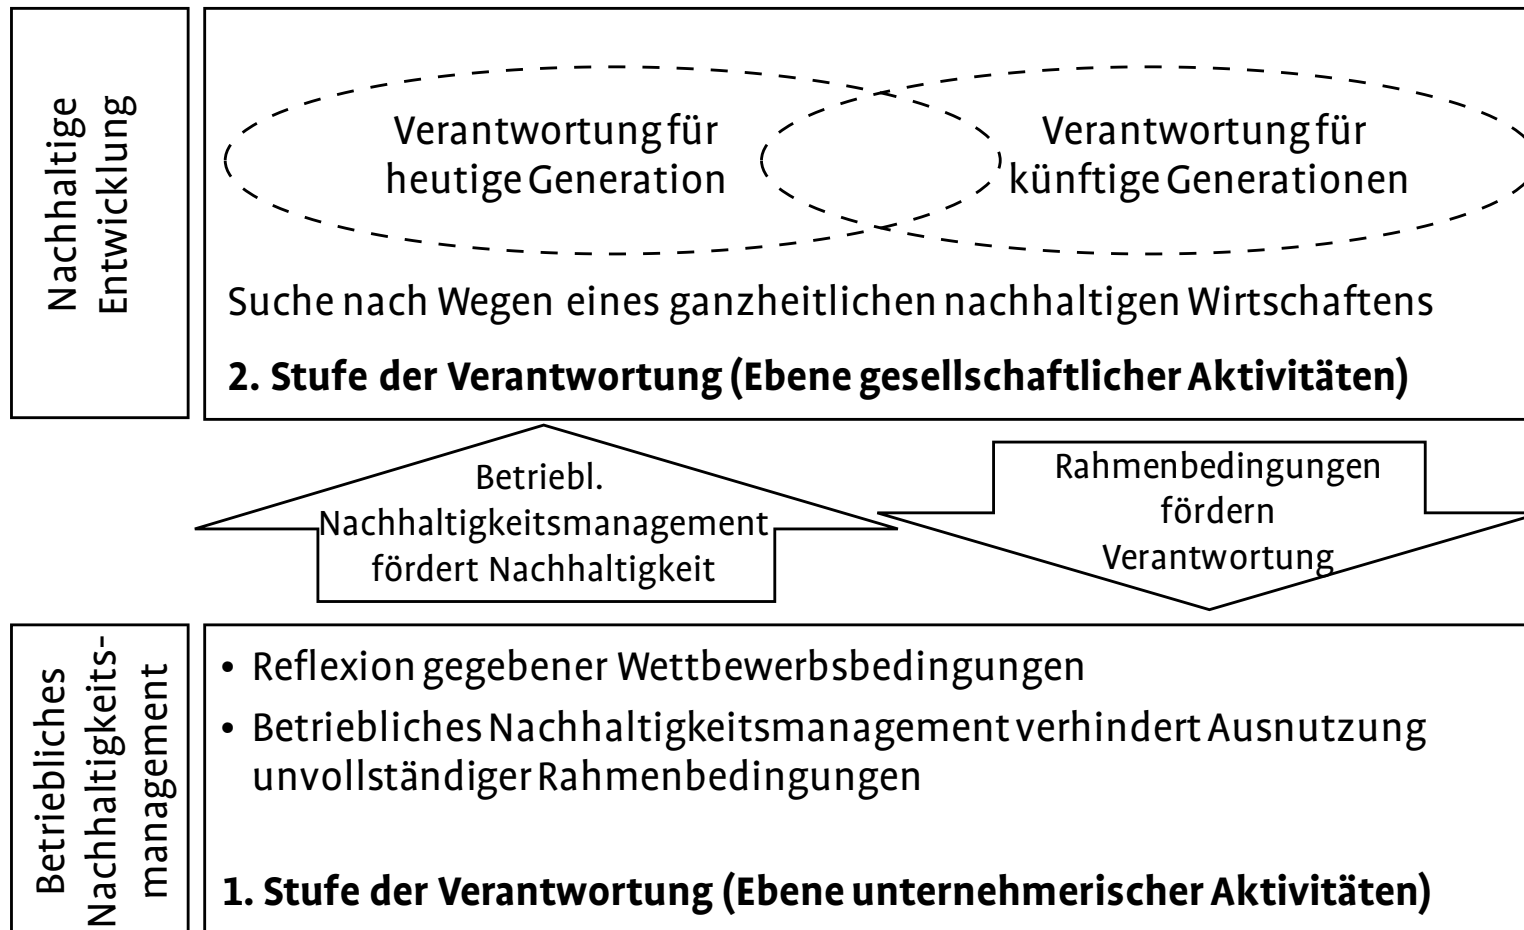 Nachhaltige
Entwicklung
Verantwortung für
heutige Generation
Verantwortung für
künftige Generationen
Suche nach Wegen eines ganzheitlichen nachhaltigen Wirtschaftens
2. Stufe der Verantwortung (Ebene gesellschaftlicher Aktivitäten)
Betriebl.
Nachhaltigkeitsmanagement
fördert Nachhaltigkeit
Rahmenbedingungen
fördern
Verantwortung
Betriebliches
Nachhaltigkeits-
management
• Reflexion gegebener Wettbewerbsbedingungen
• Betriebliches Nachhaltigkeitsmanagement verhindert Ausnutzung
unvollständiger Rahmenbedingungen
1. Stufe der Verantwortung (Ebene unternehmerischer Aktivitäten)